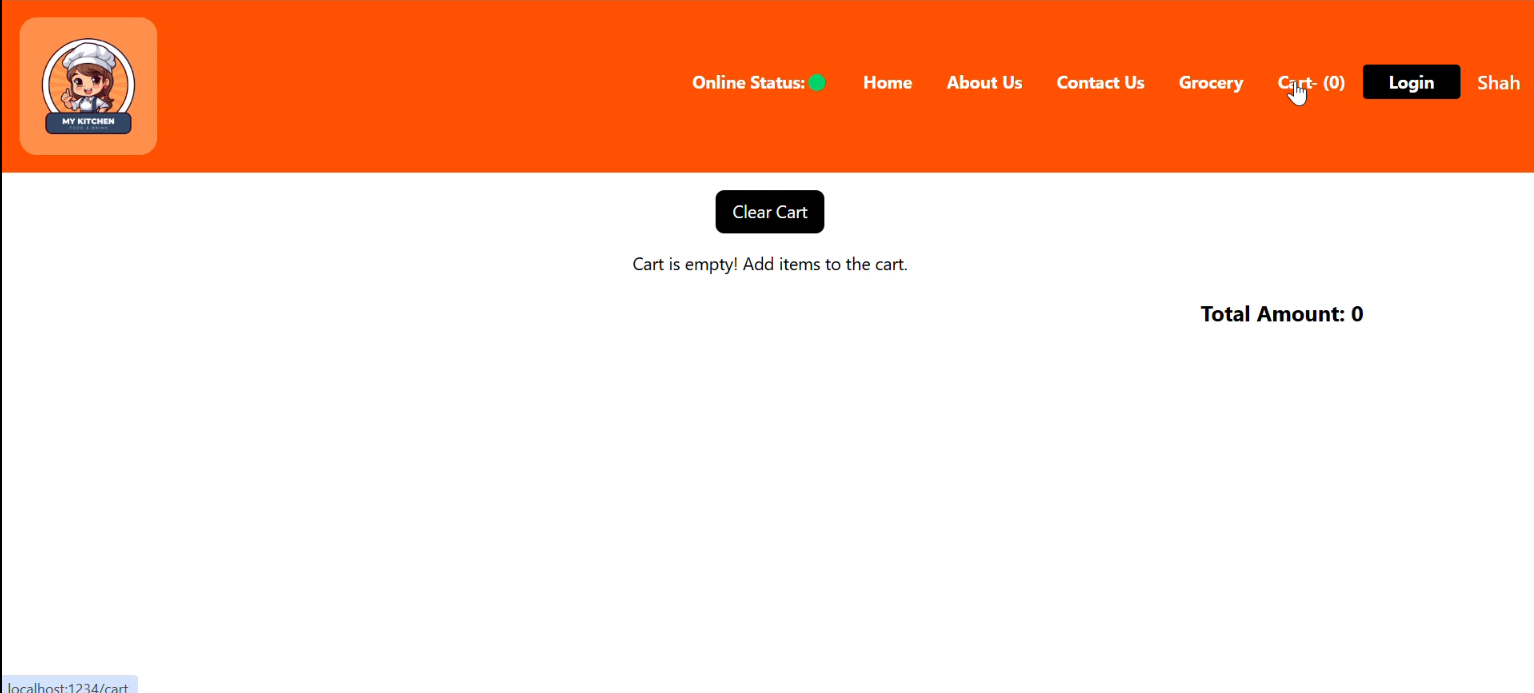 MY KITCHEN
FOOD & DRINK
Online Status: Home About Us Contact Us Grocery Cart- (0) Login Shah
Clear Cart
Cart is empty! Add items to the cart.
Total Amount: 0
localhost:1234/cart